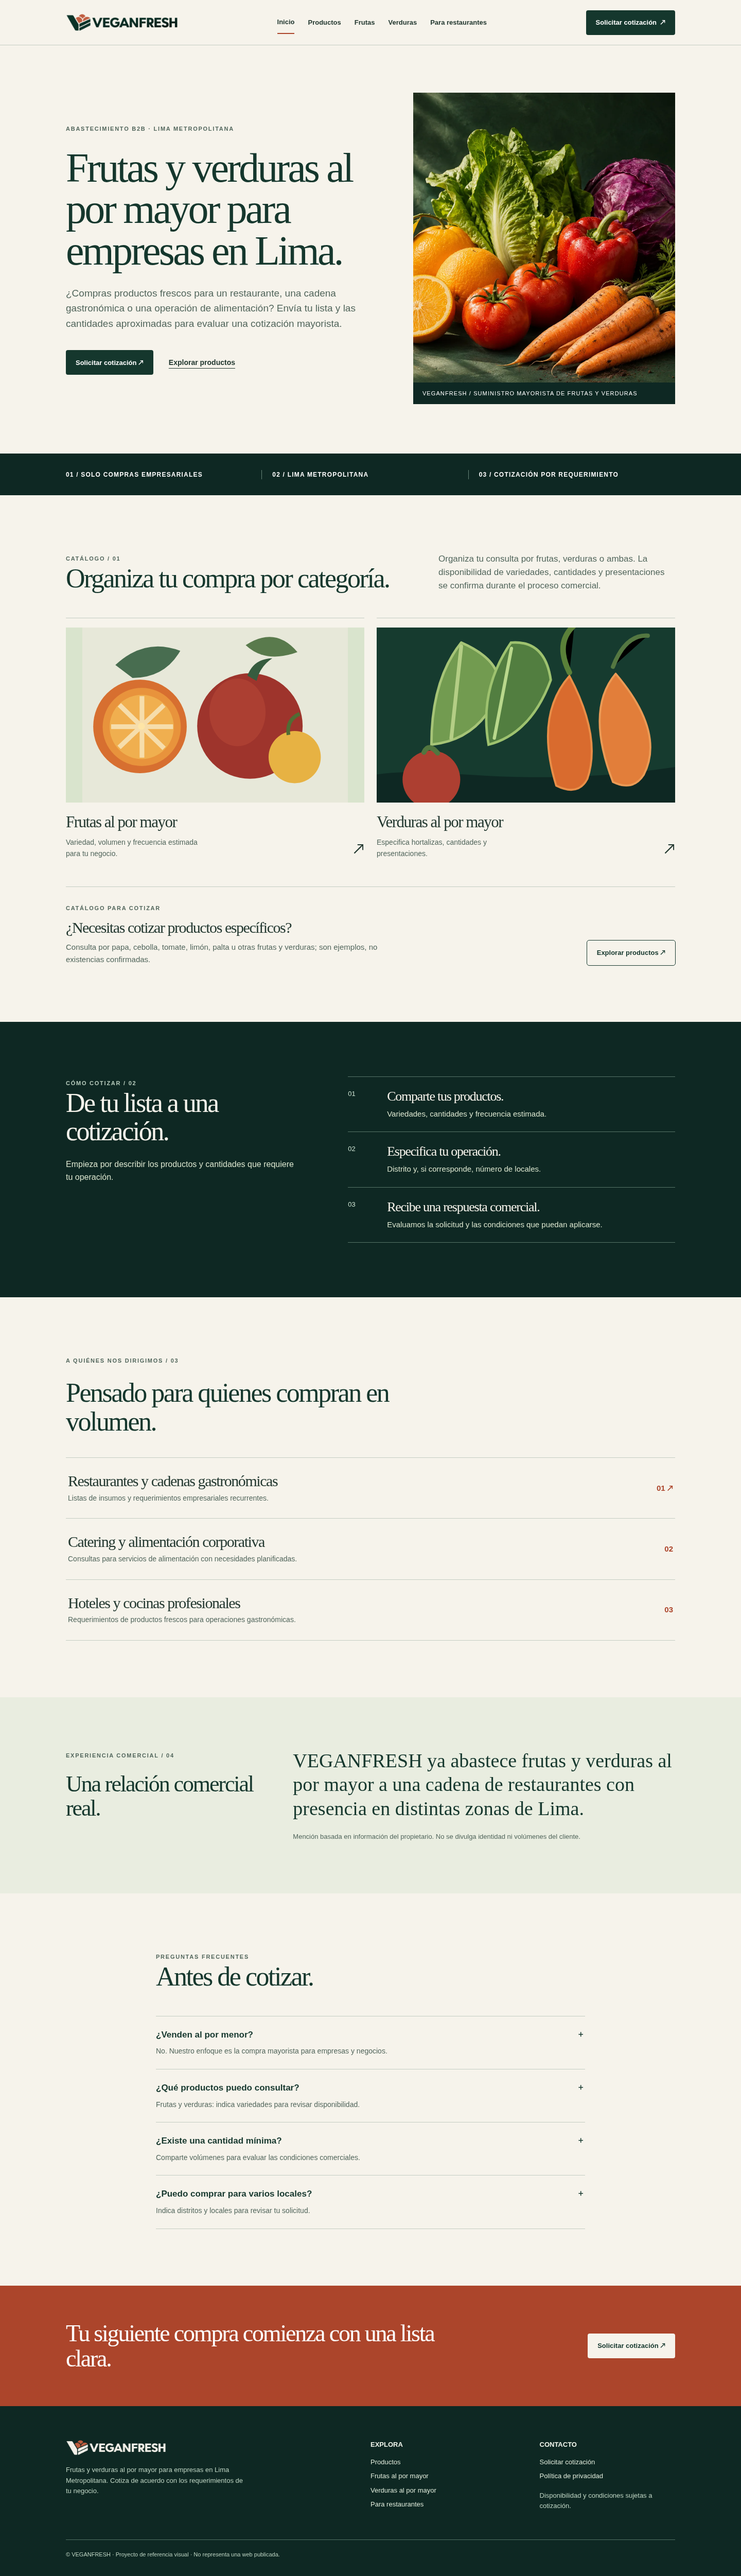 VEGANFRESH
Inicio
Productos
Frutas
Verduras
Para restaurantes
Solicitar cotización ↗
ABASTECIMIENTO B2B · LIMA METROPOLITANA
Frutas y verduras al
por mayor para
empresas en Lima.
¿Compras productos frescos para un restaurante, una cadena
gastronómica o una operación de alimentación? Envía tu lista y las
cantidades aproximadas para evaluar una cotización mayorista.
Solicitar cotización ↗
Explorar productos
VEGANFRESH / SUMINISTRO MAYORISTA DE FRUTAS Y VERDURAS
01 / SOLO COMPRAS EMPRESARIALES
02 / LIMA METROPOLITANA
03 / COTIZACIÓN POR REQUERIMIENTO
CATÁLOGO / 01
Organiza tu compra por categoría.
Organiza tu consulta por frutas, verduras o ambas. La
disponibilidad de variedades, cantidades y presentaciones
se confirma durante el proceso comercial.
Frutas al por mayor
Variedad, volumen y frecuencia estimada
para tu negocio.
↗
Verduras al por mayor
Especifica hortalizas, cantidades y
presentaciones.
↗
CATÁLOGO PARA COTIZAR
¿Necesitas cotizar productos específicos?
Consulta por papa, cebolla, tomate, limón, palta u otras frutas y verduras; son ejemplos, no
existencias confirmadas.
Explorar productos ↗
CÓMO COTIZAR / 02
De tu lista a una
cotización.
Empieza por describir los productos y cantidades que requiere
tu operación.
01
Comparte tus productos.
Variedades, cantidades y frecuencia estimada.
02
Especifica tu operación.
Distrito y, si corresponde, número de locales.
03
Recibe una respuesta comercial.
Evaluamos la solicitud y las condiciones que puedan aplicarse.
A QUIÉNES NOS DIRIGIMOS / 03
Pensado para quienes compran en
volumen.
Restaurantes y cadenas gastronómicas
Listas de insumos y requerimientos empresariales recurrentes.
01 ↗
Catering y alimentación corporativa
Consultas para servicios de alimentación con necesidades planificadas.
02
Hoteles y cocinas profesionales
Requerimientos de productos frescos para operaciones gastronómicas.
03
EXPERIENCIA COMERCIAL / 04
Una relación comercial
real.
VEGANFRESH ya abastece frutas y verduras al
por mayor a una cadena de restaurantes con
presencia en distintas zonas de Lima.
Mención basada en información del propietario. No se divulga identidad ni volúmenes del cliente.
PREGUNTAS FRECUENTES
Antes de cotizar.
¿Venden al por menor? +
No. Nuestro enfoque es la compra mayorista para empresas y negocios.
¿Qué productos puedo consultar? +
Frutas y verduras: indica variedades para revisar disponibilidad.
¿Existe una cantidad mínima? +
Comparte volúmenes para evaluar las condiciones comerciales.
¿Puedo comprar para varios locales? +
Indica distritos y locales para revisar tu solicitud.
Tu siguiente compra comienza con una lista
clara.
Solicitar cotización ↗
VEGANFRESH
Frutas y verduras al por mayor para empresas en Lima
Metropolitana. Cotiza de acuerdo con los requerimientos de
tu negocio.
EXPLORA
Productos
Frutas al por mayor
Verduras al por mayor
Para restaurantes
CONTACTO
Solicitar cotización
Política de privacidad
Disponibilidad y condiciones sujetas a
cotización.
© VEGANFRESH · Proyecto de referencia visual · No representa una web publicada.